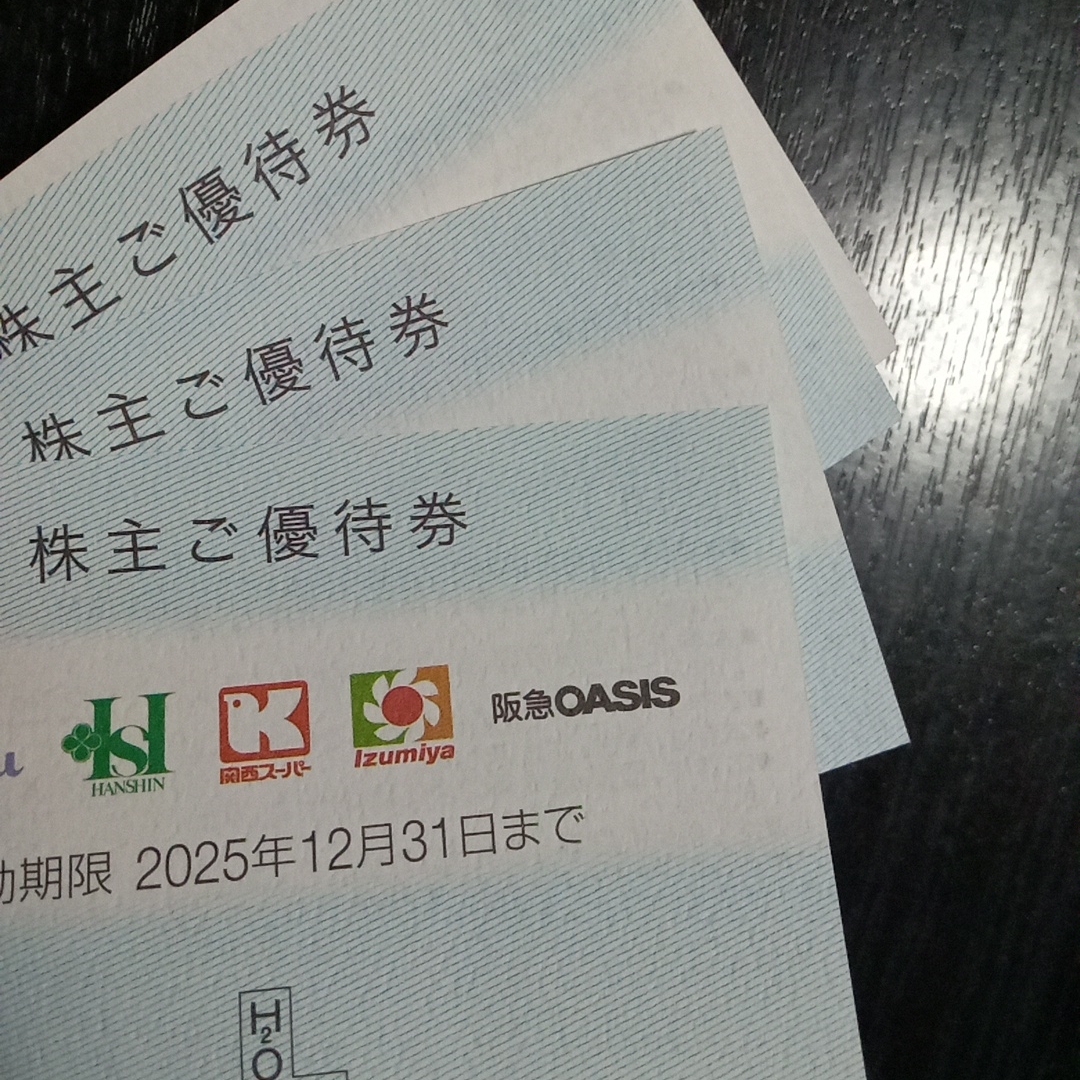 株主ご優待券
株主ご優待券
株主ご優待券
HS
HANSHIN
K
関西スーパー
Izumiya
阪急OASIS
期限 2025年12月31日まで
H2O